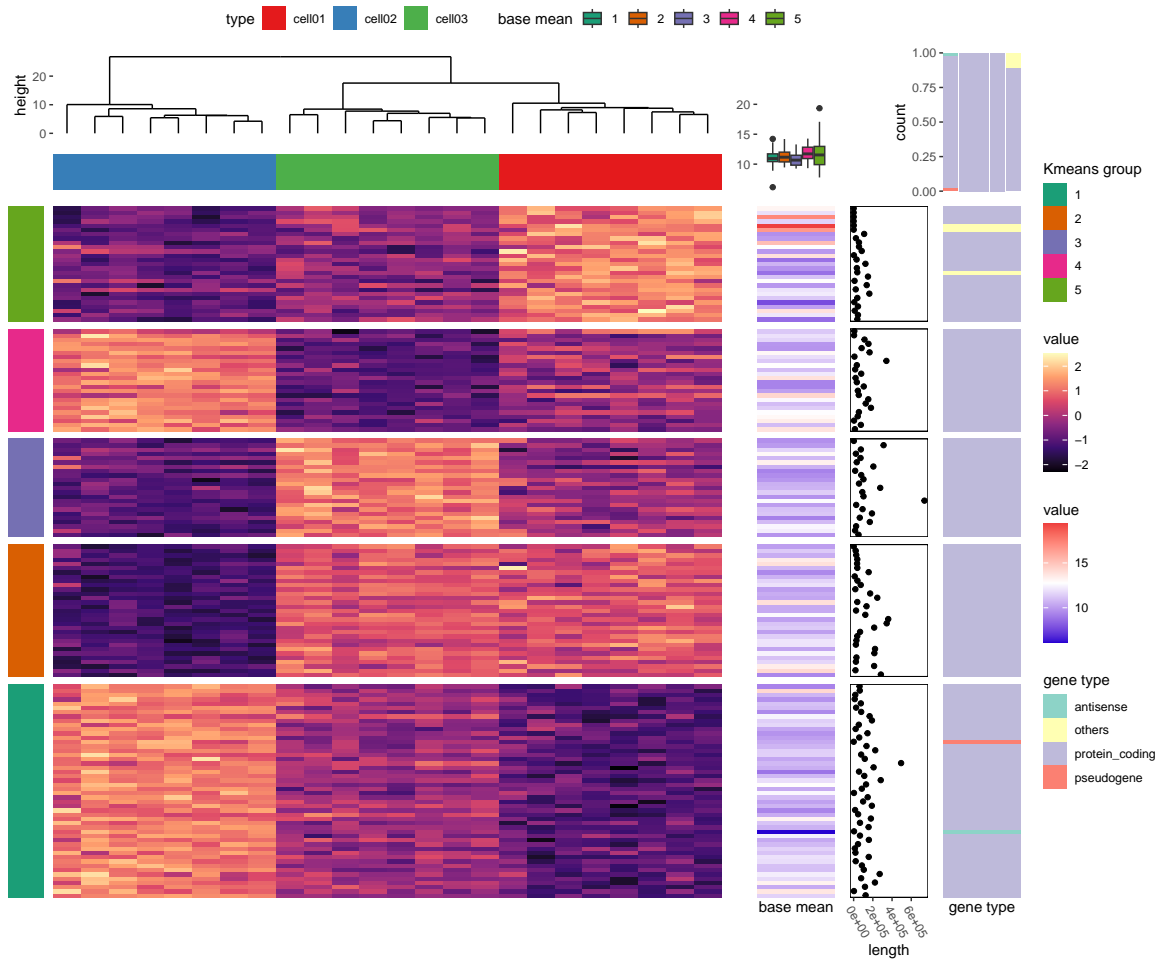 type cell01 cell02 cell03 base mean 1 2 3 4 5
height
20
10
0
20
15
10
count
1.00
0.75
0.50
0.25
0.00
Kmeans group
1
2
3
4
5
value
2
1
0
−1
−2
value
15
10
gene type
antisense
others
protein_coding
pseudogene
base mean
0e+00
2e+05
4e+05
6e+05
length
gene type